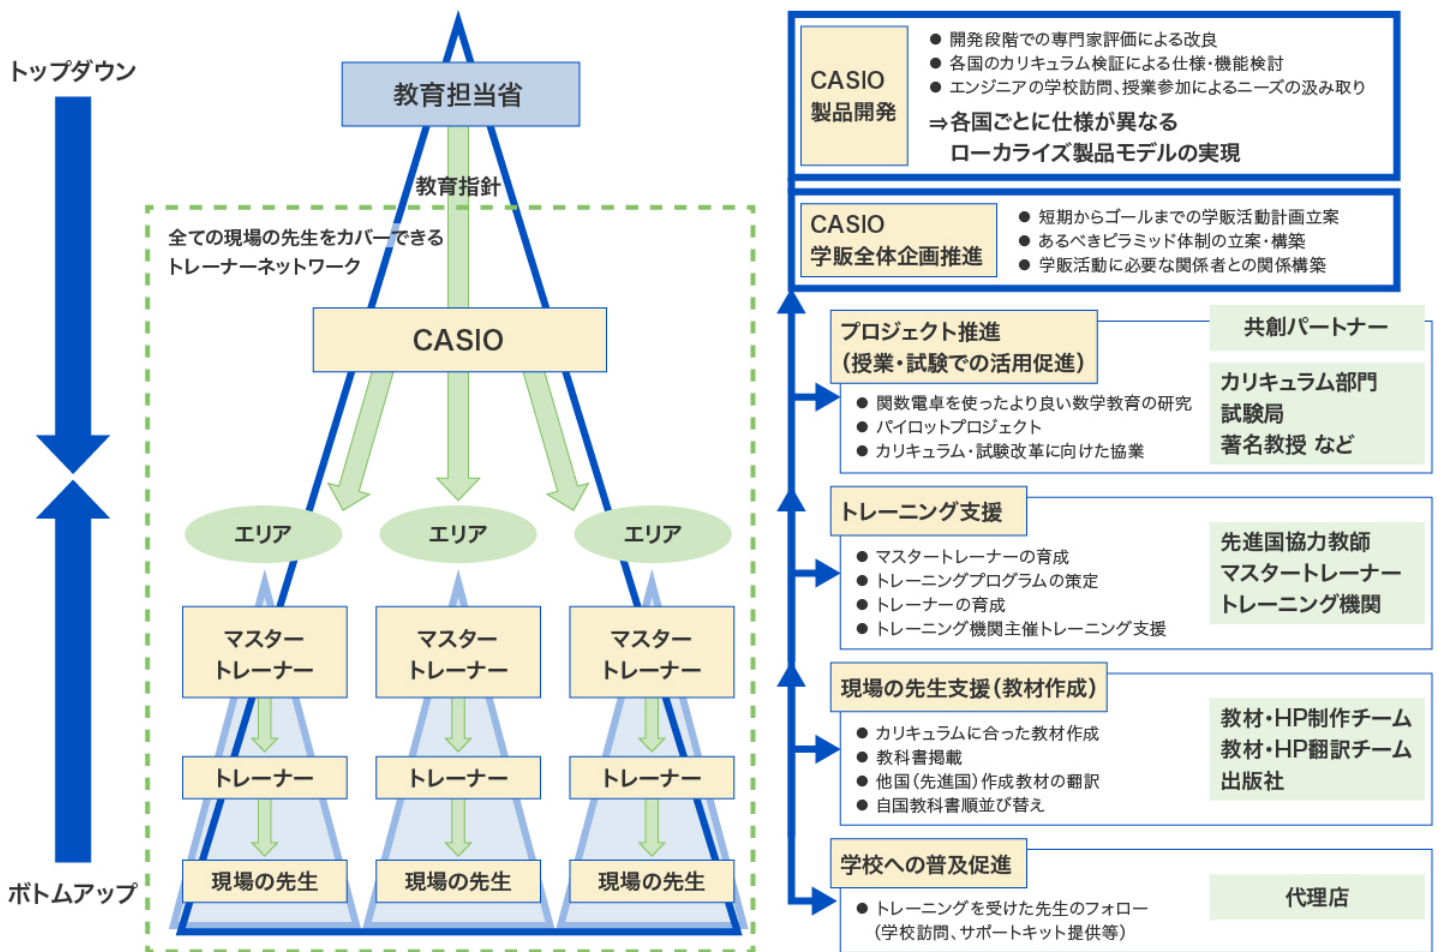 トップダウン
ボトムアップ
教育担当省
教育指針
全ての現場の先生をカバーできる
トレーナーネットワーク
CASIO
エリア
エリア
エリア
マスター
トレーナー
マスター
トレーナー
マスター
トレーナー
トレーナー
トレーナー
トレーナー
現場の先生
現場の先生
現場の先生
CASIO
製品開発
● 開発段階での専門家評価による改良
● 各国のカリキュラム検証による仕様・機能検討
● エンジニアの学校訪問、授業参加によるニーズの汲み取り
⇒各国ごとに仕様が異なる
ローカライズ製品モデルの実現
CASIO
学販全体企画推進
● 短期からゴールまでの学販活動計画立案
● あるべきピラミッド体制の立案・構築
● 学販活動に必要な関係者との関係構築
プロジェクト推進
（授業・試験での活用促進）
● 関数電卓を使ったより良い数学教育の研究
● パイロットプロジェクト
● カリキュラム・試験改革に向けた協業
共創パートナー
カリキュラム部門
試験局
著名教授 など
トレーニング支援
● マスタートレーナーの育成
● トレーニングプログラムの策定
● トレーナーの育成
● トレーニング機関主催トレーニング支援
先進国協力教師
マスタートレーナー
トレーニング機関
現場の先生支援（教材作成）
● カリキュラムに合った教材作成
● 教科書掲載
● 他国（先進国）作成教材の翻訳
● 自国教科書順並び替え
教材・HP制作チーム
教材・HP翻訳チーム
出版社
学校への普及促進
● トレーニングを受けた先生のフォロー
（学校訪問、サポートキット提供等）
代理店